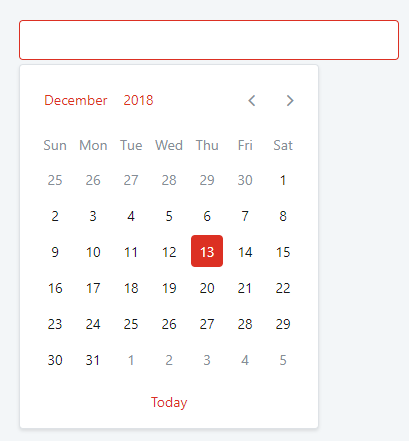 December 2018
Sun Mon Tue Wed Thu Fri Sat
25 26 27 28 29 30 1
2 3 4 5 6 7 8
9 10 11 12 13 14 15
16 17 18 19 20 21 22
23 24 25 26 27 28 29
30 31 1 2 3 4 5
Today